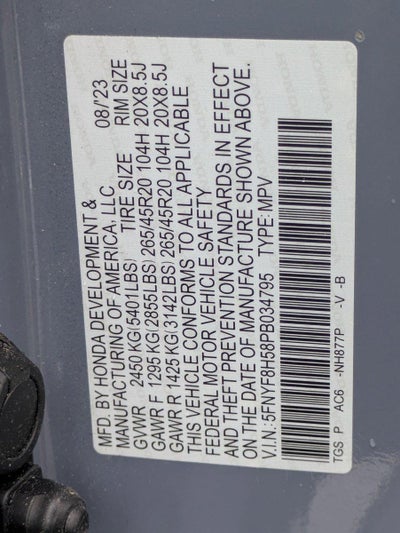 MFD. BY HONDA DEVELOPMENT &
MANUFACTURING OF AMERICA, LLC. 08/'23
GVWR 2450 KG(5401LBS) TIRE SIZE RIM SIZE
GAWR F 1295 KG(2855LBS) 265/45R20 104H 20X8.5J
GAWR R 1425 KG(3142LBS) 265/45R20 104H 20X8.5J
THIS VEHICLE CONFORMS TO ALL APPLICABLE
FEDERAL MOTOR VEHICLE SAFETY
AND THEFT PREVENTION STANDARDS IN EFFECT
ON THE DATE OF MANUFACTURE SHOWN ABOVE.
V.I.N.:5FNYF8H58PB034795 TYPE:MPV
TGS P AC6 -NH877P -V -B